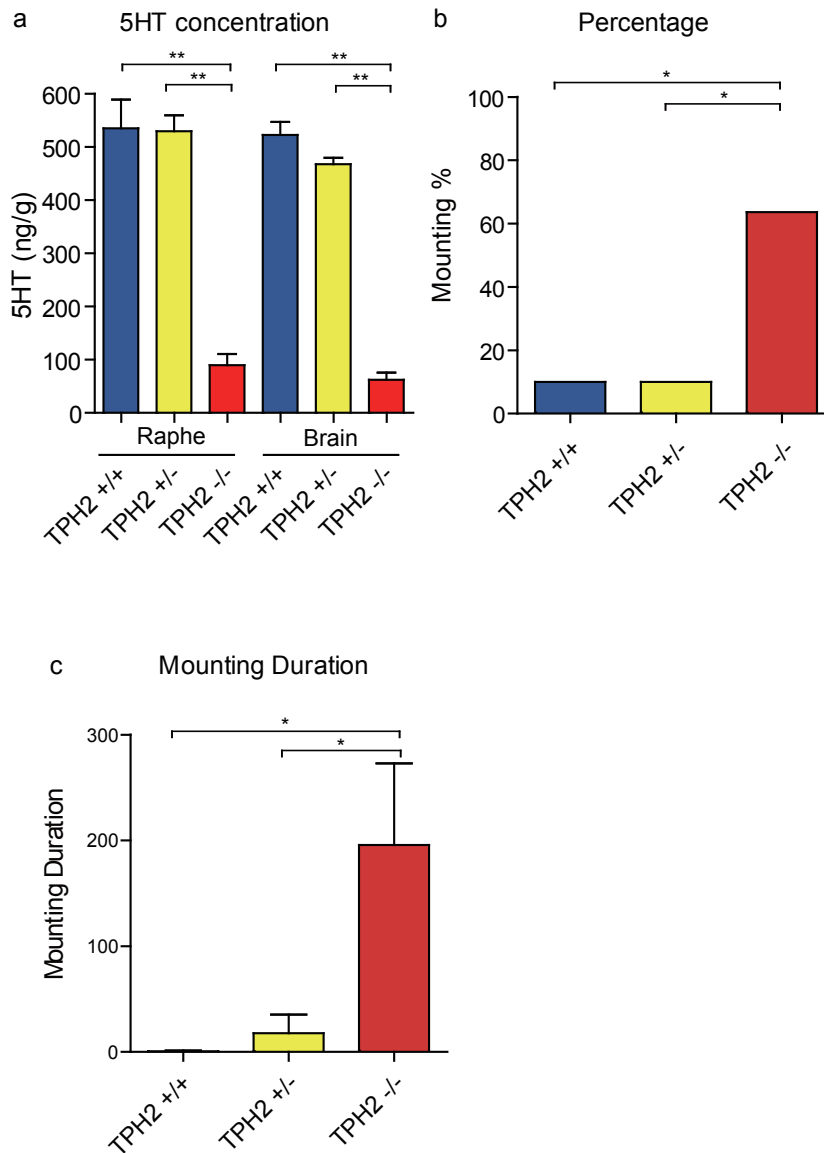 a 5HT concentration
** **
** **
600
500
400
300
200
100
0
5HT (ng/g)
Raphe Brain
TPH2 +/+ TPH2 +/- TPH2 -/- TPH2 +/+ TPH2 +/- TPH2 -/-
b Percentage
*
*
100
80
60
40
20
0
Mounting %
TPH2 +/+ TPH2 +/- TPH2 -/-
c Mounting Duration
*
*
300
200
100
0
Mounting Duration
TPH2 +/+ TPH2 +/- TPH2 -/-